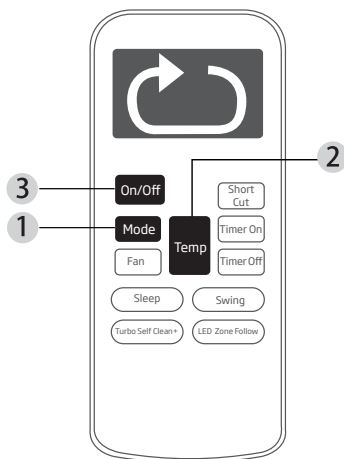 2
3
On/Off
Short
Cut
1
Mode
Temp
Timer On
Fan
Timer Off
Sleep
Swing
Turbo Self Clean+
LED Zone Follow